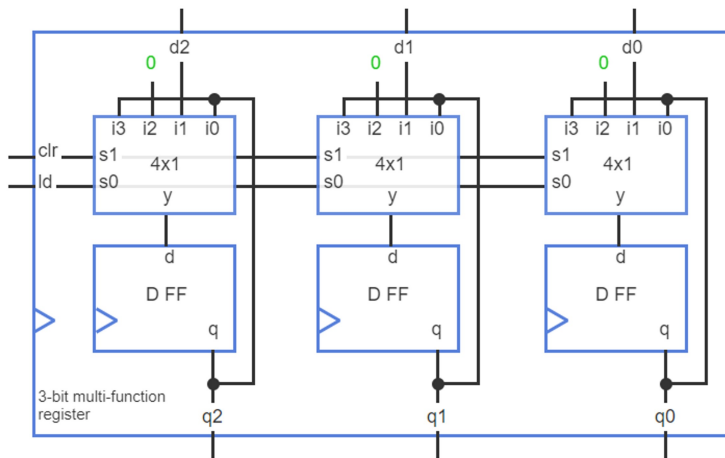 d2 d1 d0
0 0 0
i3 i2 i1 i0 i3 i2 i1 i0 i3 i2 i1 i0
clr s1 4x1 s1 4x1 s1 4x1
ld s0 s0 s0
y y y
d d d
D FF D FF D FF
q q q
3-bit multi-function
register
q2 q1 q0